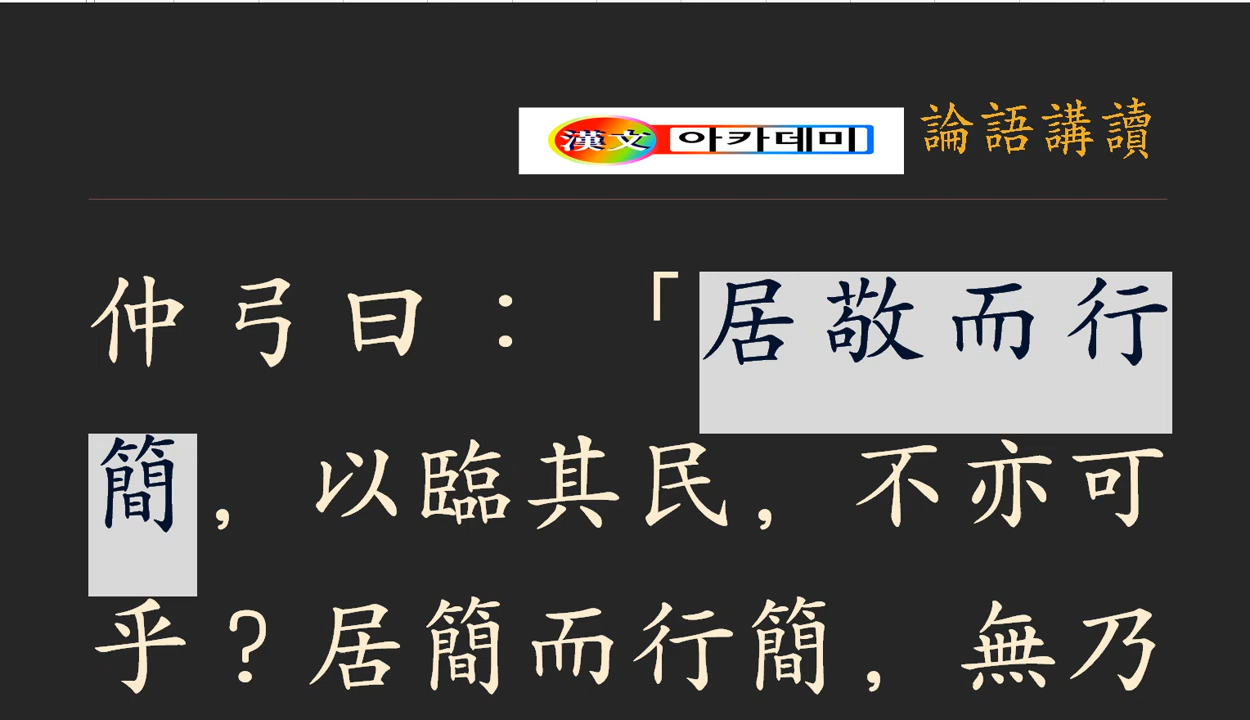 漢文 아카데미 論語講讀
仲弓曰：「居敬而行
簡，以臨其民，不亦可
乎？居簡而行簡，無乃